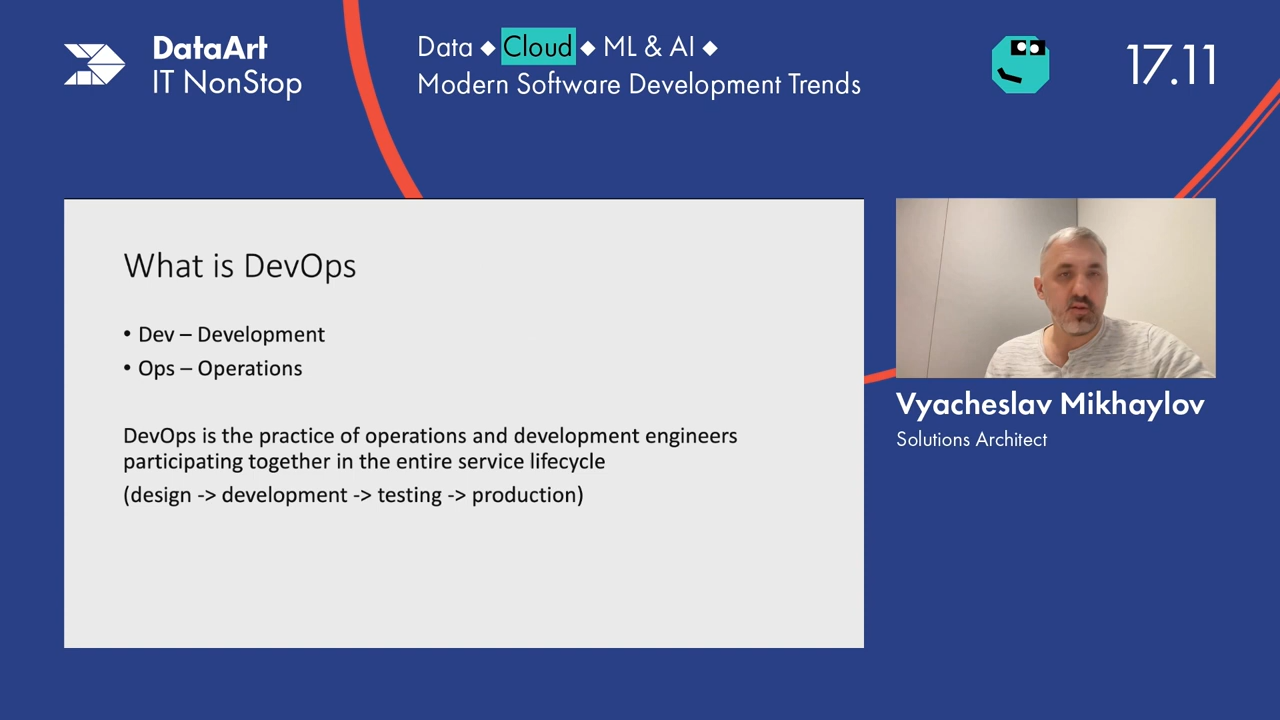 DataArt
IT NonStop
Data ◆ Cloud ◆ ML & AI ◆
Modern Software Development Trends
17.11
What is DevOps
• Dev – Development
• Ops – Operations
DevOps is the practice of operations and development engineers
participating together in the entire service lifecycle
(design -> development -> testing -> production)
Vyacheslav Mikhaylov
Solutions Architect